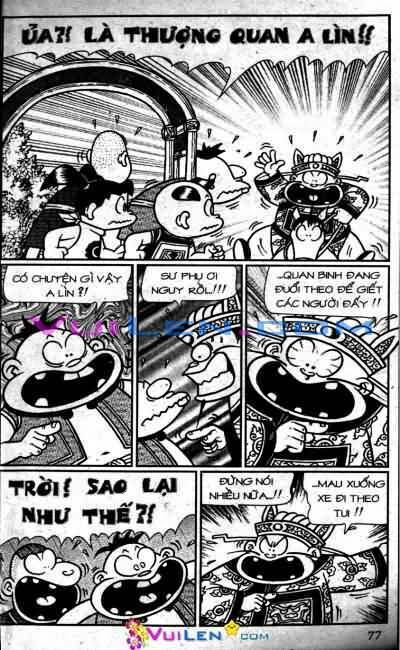 ỦA?! LÀ THƯỢNG QUAN A LÌN!!
CÓ CHUYỆN GÌ VẬY
A LÌN?!
SƯ PHỤ ƠI
NGUY RỒI...!!!
..QUAN BINH ĐANG
ĐUỔI THEO ĐỂ GIẾT
CÁC NGƯỜI ĐẤY!!
VUILEN.COM
TRỜI! SAO LẠI
NHƯ THẾ?!
ĐỪNG NÓI
NHIỀU NỮA...!!
..MAU XUỐNG
XE ĐI THEO
TUI!!
77
VUILEN.COM